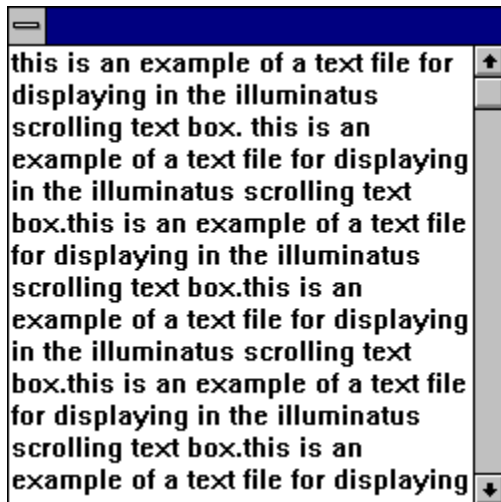 this is an example of a text file for
displaying in the illuminatus
scrolling text box. this is an
example of a text file for displaying
in the illuminatus scrolling text
box.this is an example of a text file
for displaying in the illuminatus
scrolling text box.this is an
example of a text file for displaying
in the illuminatus scrolling text
box.this is an example of a text file
for displaying in the illuminatus
scrolling text box.this is an
example of a text file for displaying